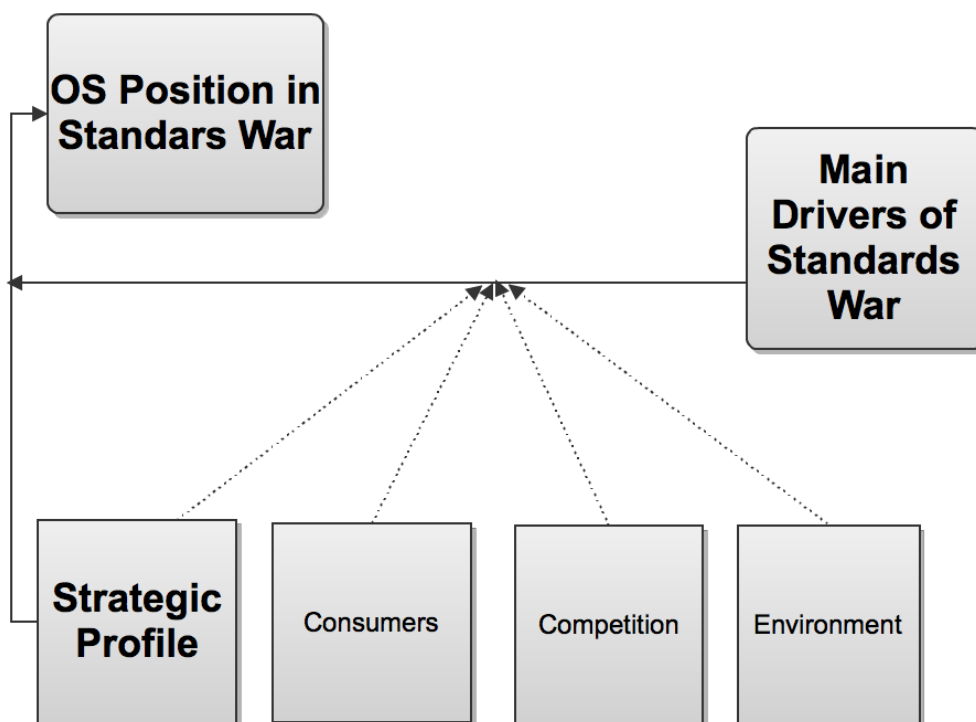 OS Position in
Standars War
Main
Drivers of
Standards
War
Strategic
Profile
Consumers
Competition
Environment